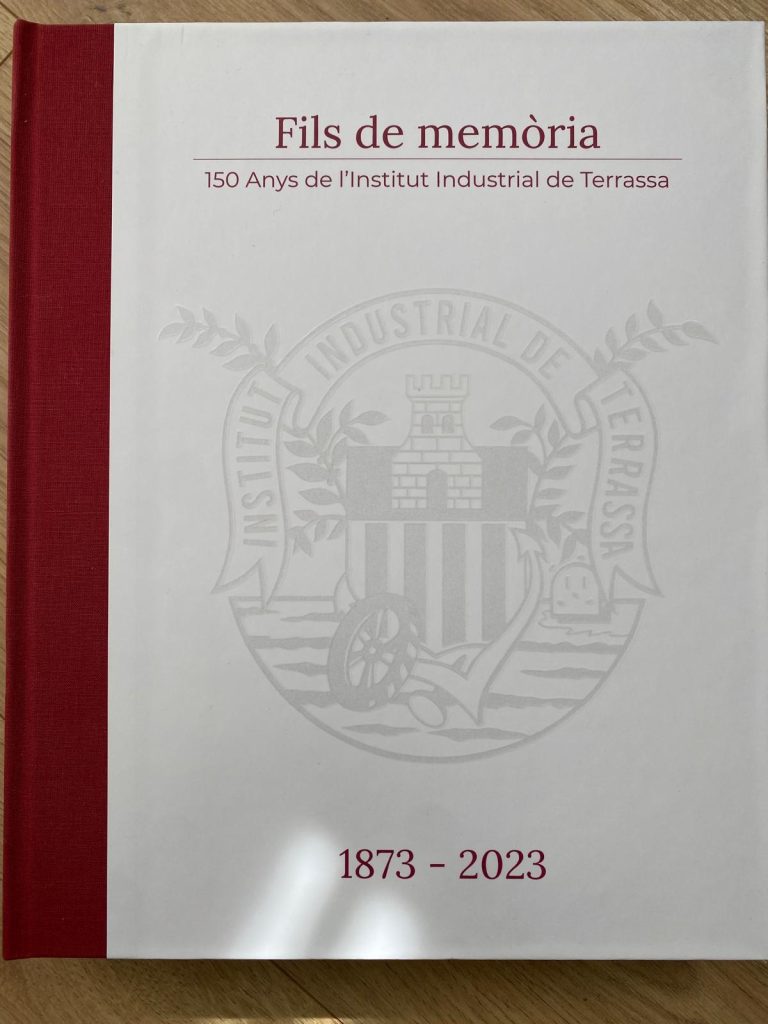 Fils de memòria
150 Anys de l'Institut Industrial de Terrassa
INSTITUT INDUSTRIAL DE TERRASSA
1873 - 2023